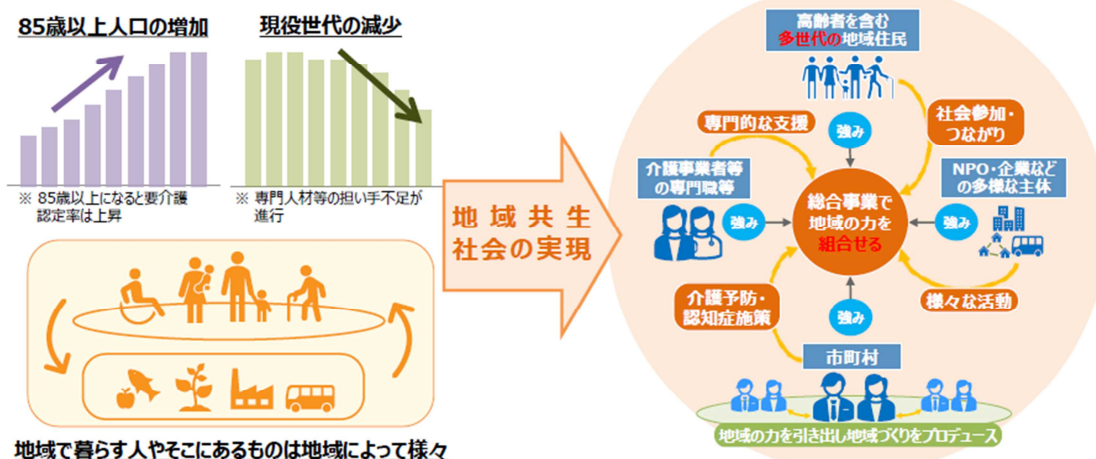 85歳以上人口の増加
現役世代の減少
※ 85歳以上になると要介護
認定率は上昇
※ 専門人材等の担い手不足が
進行
地域で暮らす人やそこにあるものは地域によって様々
地域共生
社会の実現
高齢者を含む
多世代の地域住民
専門的な支援
強み
社会参加・
つながり
介護事業者等
の専門職等
強み
総合事業で
地域の力を
組合せる
強み
NPO・企業などの
多様な主体
介護予防・
認知症施策
強み
様々な活動
市町村
地域の力を引き出し地域づくりをプロデュース